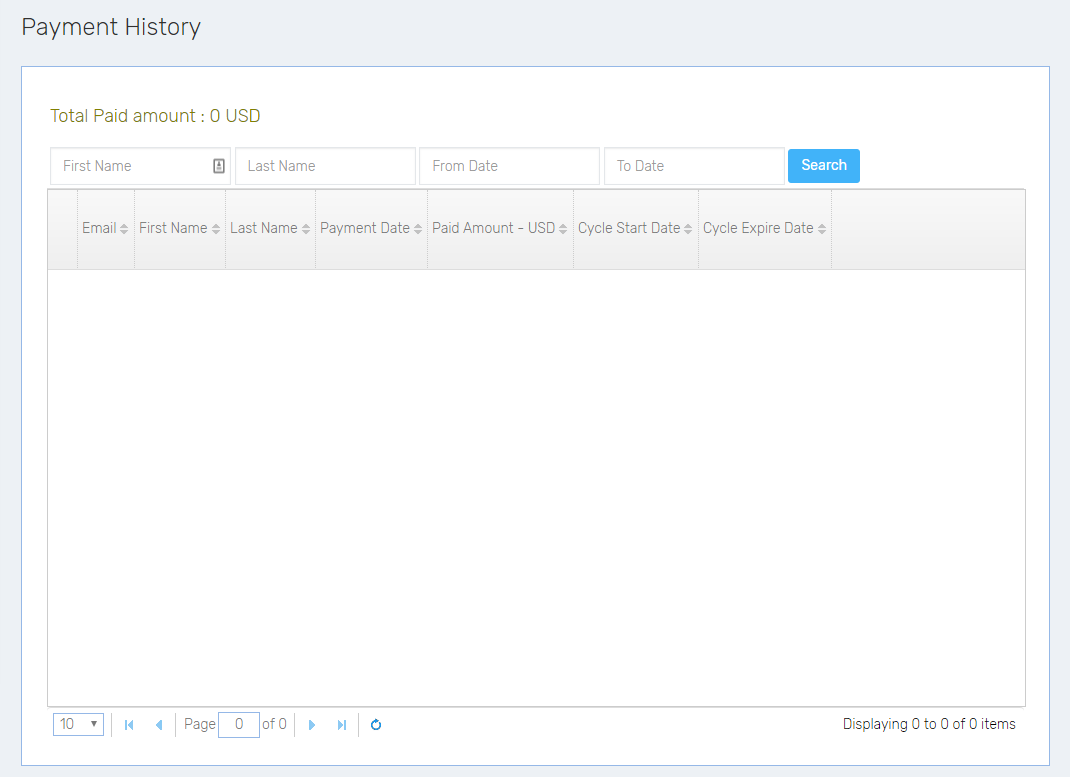 Payment History
Total Paid amount : 0 USD
First Name Last Name From Date To Date Search
Email First Name Last Name Payment Date Paid Amount - USD Cycle Start Date Cycle Expire Date
10 Page 0 of 0 Displaying 0 to 0 of 0 items